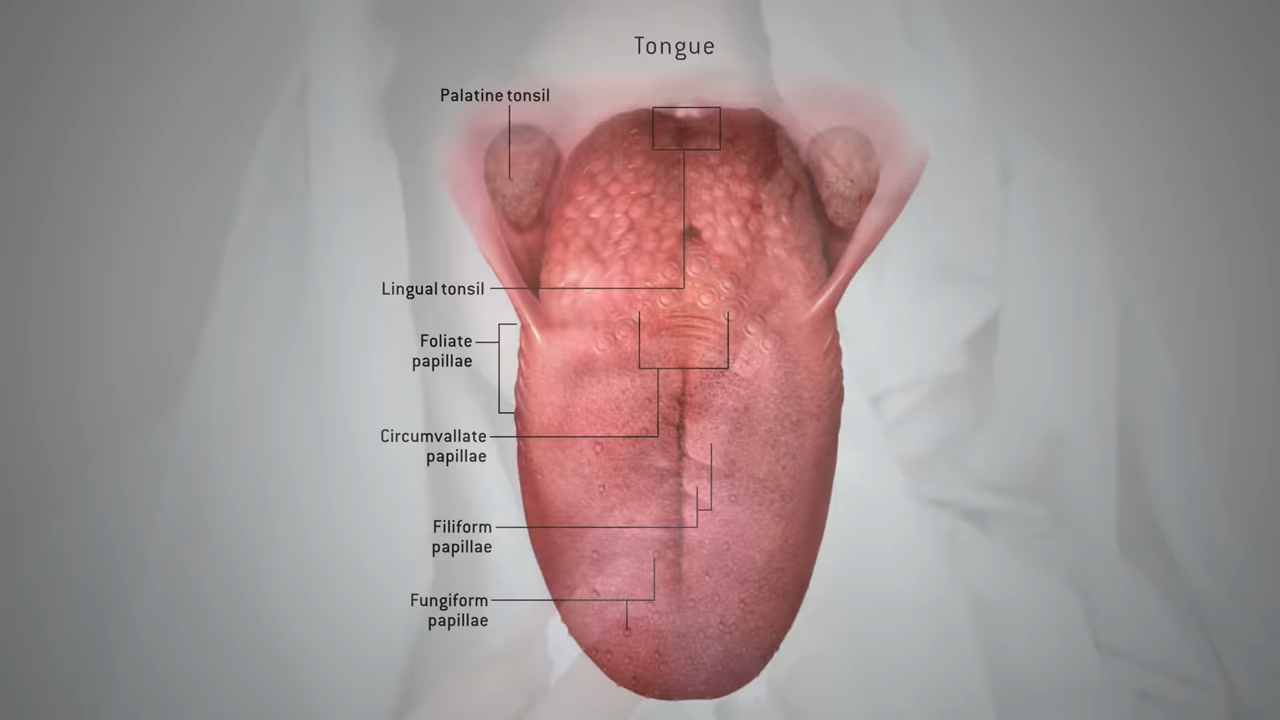 Tongue
Palatine tonsil
Lingual tonsil
Foliate
papillae
Circumvallate
papillae
Filiform
papillae
Fungiform
papillae